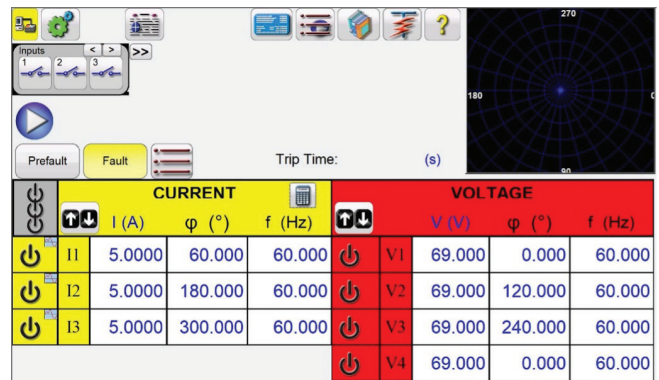 ?
270
Inputs < > >>
1 2 3
180 0
Prefault Fault Trip Time: (s)
90
CURRENT VOLTAGE
I (A) φ (°) f (Hz) V (V) φ (°) f (Hz)
I1 5.0000 60.000 60.000 V1 69.000 0.000 60.000
I2 5.0000 180.000 60.000 V2 69.000 120.000 60.000
I3 5.0000 300.000 60.000 V3 69.000 240.000 60.000
V4 69.000 0.000 60.000